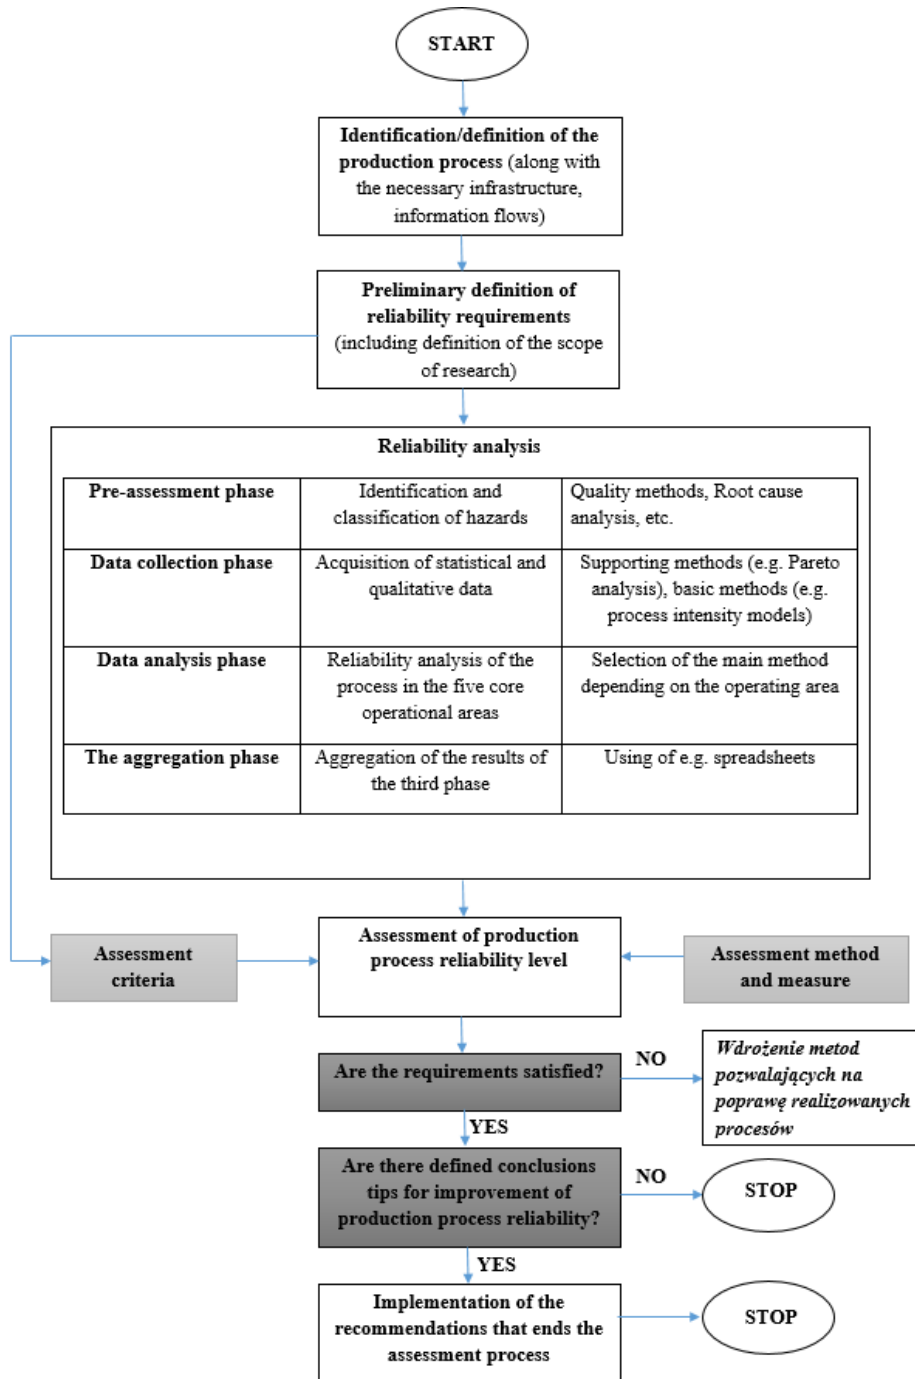 START
Identification/definition of the
production process (along with
the necessary infrastructure,
information flows)
Preliminary definition of
reliability requirements
(including definition of the scope
of research)
Reliability analysis
Pre-assessment phase
Identification and
classification of hazards
Quality methods, Root cause
analysis, etc.
Data collection phase
Acquisition of statistical and
qualitative data
Supporting methods (e.g. Pareto
analysis), basic methods (e.g.
process intensity models)
Data analysis phase
Reliability analysis of the
process in the five core
operational areas
Selection of the main method
depending on the operating area
The aggregation phase
Aggregation of the results of
the third phase
Using of e.g. spreadsheets
Assessment
criteria
Assessment of production
process reliability level
Assessment method
and measure
Are the requirements satisfied?
NO
Wdrożenie metod
pozwalających na
poprawę realizowanych
procesów
YES
Are there defined conclusions
tips for improvement of
production process reliability?
NO
STOP
YES
Implementation of the
recommendations that ends the
assessment process
STOP